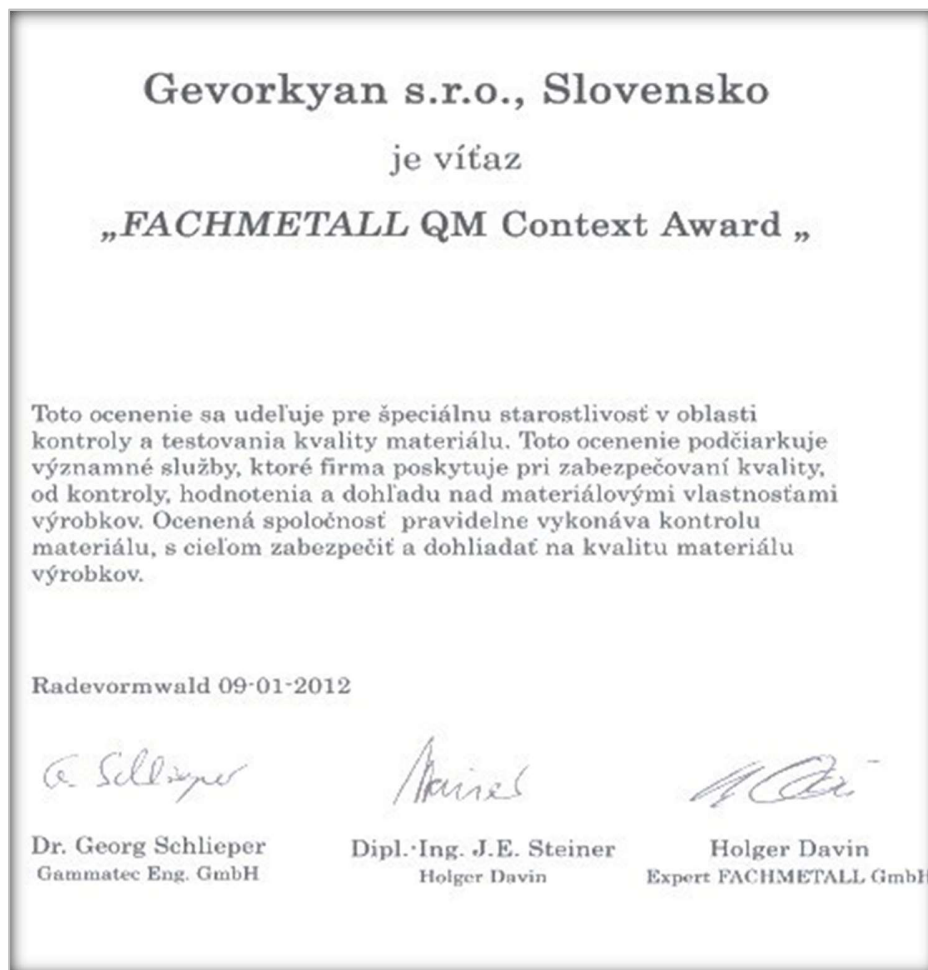 Gevorkyan s.r.o., Slovensko
je víťaz
„FACHMETALL QM Context Award „
Toto ocenenie sa udeľuje pre špeciálnu starostlivosť v oblasti
kontroly a testovania kvality materiálu. Toto ocenenie podčiarkuje
významné služby, ktoré firma poskytuje pri zabezpečovaní kvality,
od kontroly, hodnotenia a dohľadu nad materiálovými vlastnosťami
výrobkov. Ocenená spoločnosť pravidelne vykonáva kontrolu
materiálu, s cieľom zabezpečiť a dohliadať na kvalitu materiálu
výrobkov.
Radevormwald 09-01-2012
G. Schlieper
Dr. Georg Schlieper Dipl.-Ing. J.E. Steiner Holger Davin
Gammatec Eng. GmbH Holger Davin Expert FACHMETALL GmbH